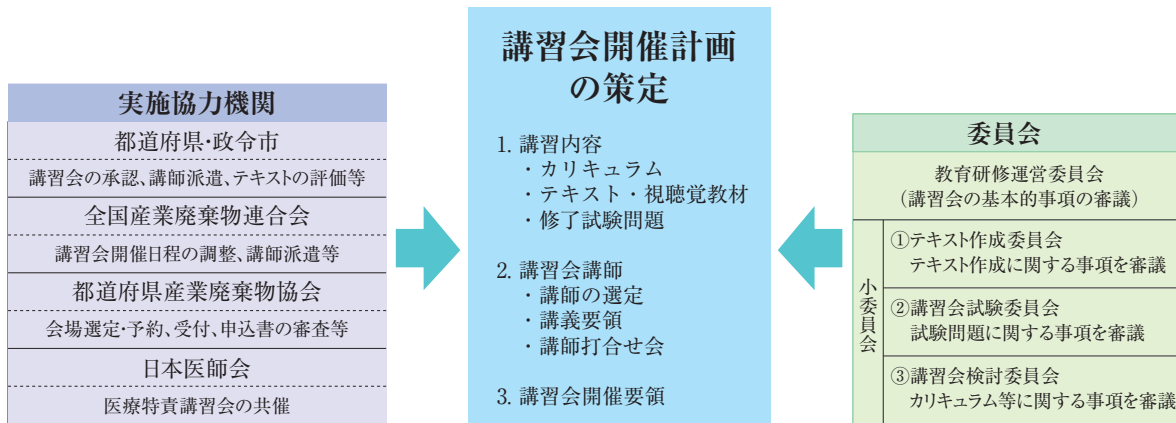 実施協力機関
都道府県・政令市
講習会の承認、講師派遣、テキストの評価等
全国産業廃棄物連合会
講習会開催日程の調整、講師派遣等
都道府県産業廃棄物協会
会場選定・予約、受付、申込書の審査等
日本医師会
医療特責講習会の共催
講習会開催計画
の策定
1. 講習内容
・カリキュラム
・テキスト・視聴覚教材
・修了試験問題
2. 講習会講師
・講師の選定
・講義要領
・講師打合せ会
3. 講習会開催要領
委員会
教育研修運営委員会
(講習会の基本的事項の審議)
小委員会
①テキスト作成委員会
テキスト作成に関する事項を審議
②講習会試験委員会
試験問題に関する事項を審議
③講習会検討委員会
カリキュラム等に関する事項を審議